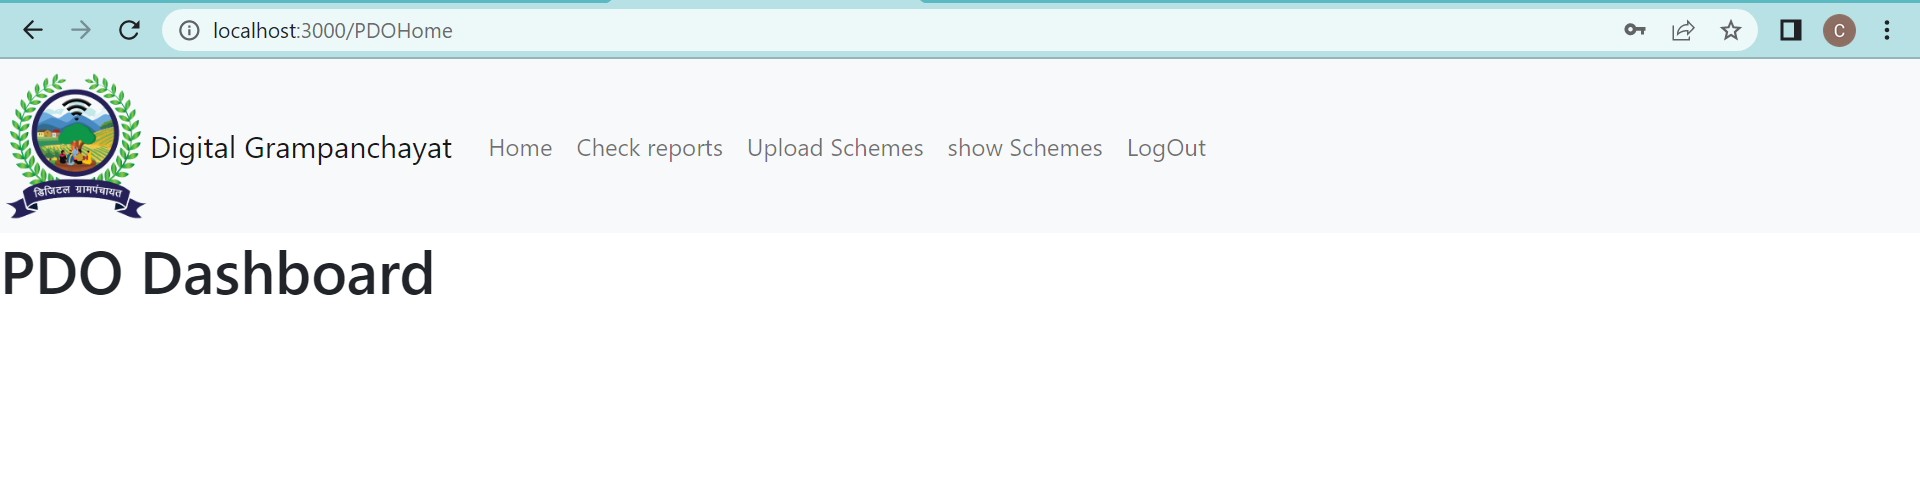 localhost:3000/PDOHome
C
डिजिटल ग्रामपंचायत
Digital Grampanchayat Home Check reports Upload Schemes show Schemes LogOut
PDO Dashboard